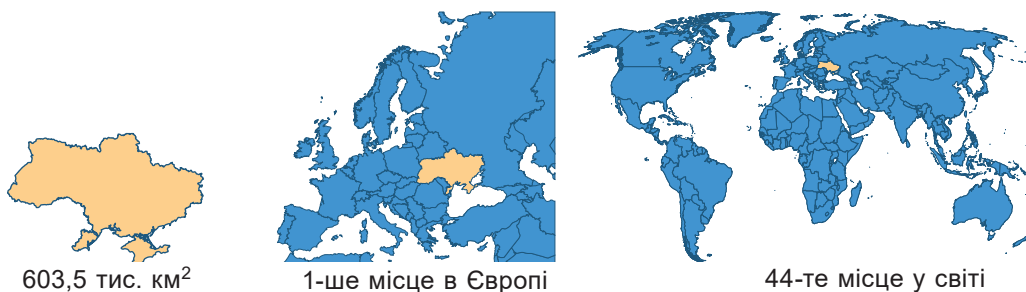 603,5 тис. км²
1-ше місце в Європі
44-те місце у світі